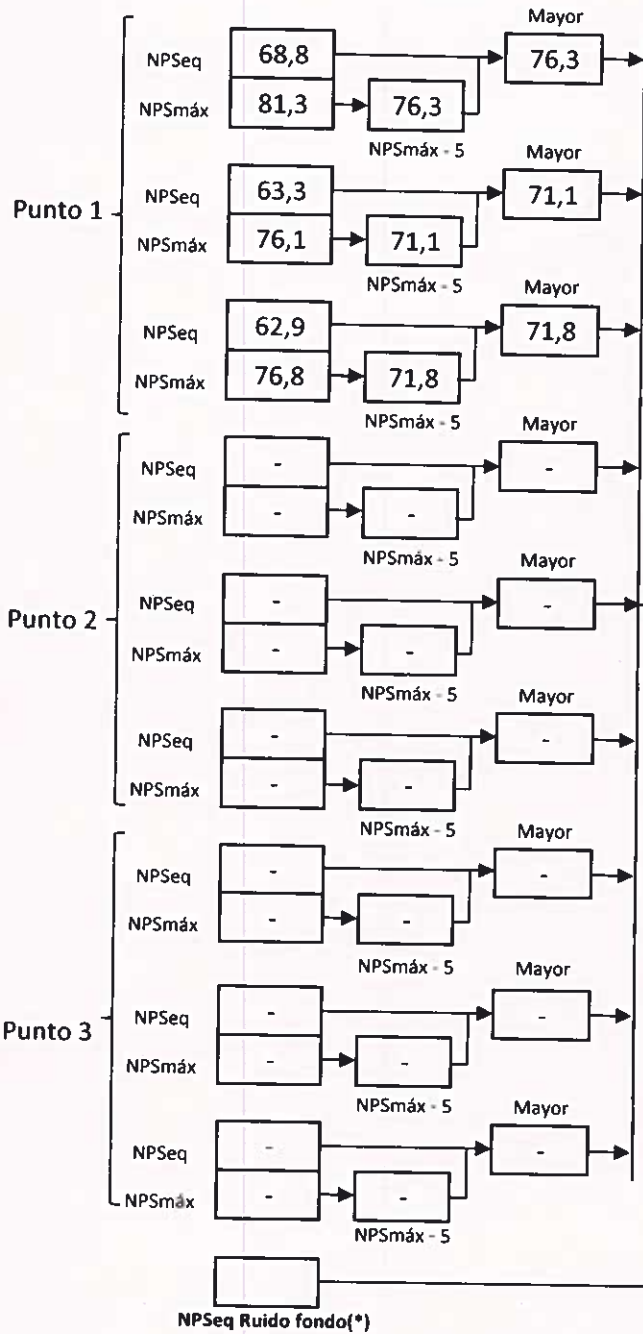 Mayor
NPSeq 68,8 76,3
NPSmáx 81,3 76,3
NPSmáx - 5
Mayor
Punto 1
NPSeq 63,3 71,1
NPSmáx 76,1 71,1
NPSmáx - 5
Mayor
NPSeq 62,9 71,8
NPSmáx 76,8 71,8
NPSmáx - 5
Mayor
NPSeq - -
NPSmáx - -
NPSmáx - 5
Mayor
Punto 2
NPSeq - -
NPSmáx - -
NPSmáx - 5
Mayor
NPSeq - -
NPSmáx - -
NPSmáx - 5
Mayor
NPSeq - -
NPSmáx - -
NPSmáx - 5
Mayor
Punto 3
NPSeq - -
NPSmáx - -
NPSmáx - 5
Mayor
NPSeq - -
NPSmáx - -
NPSmáx - 5
NPSeq Ruido fondo(*)